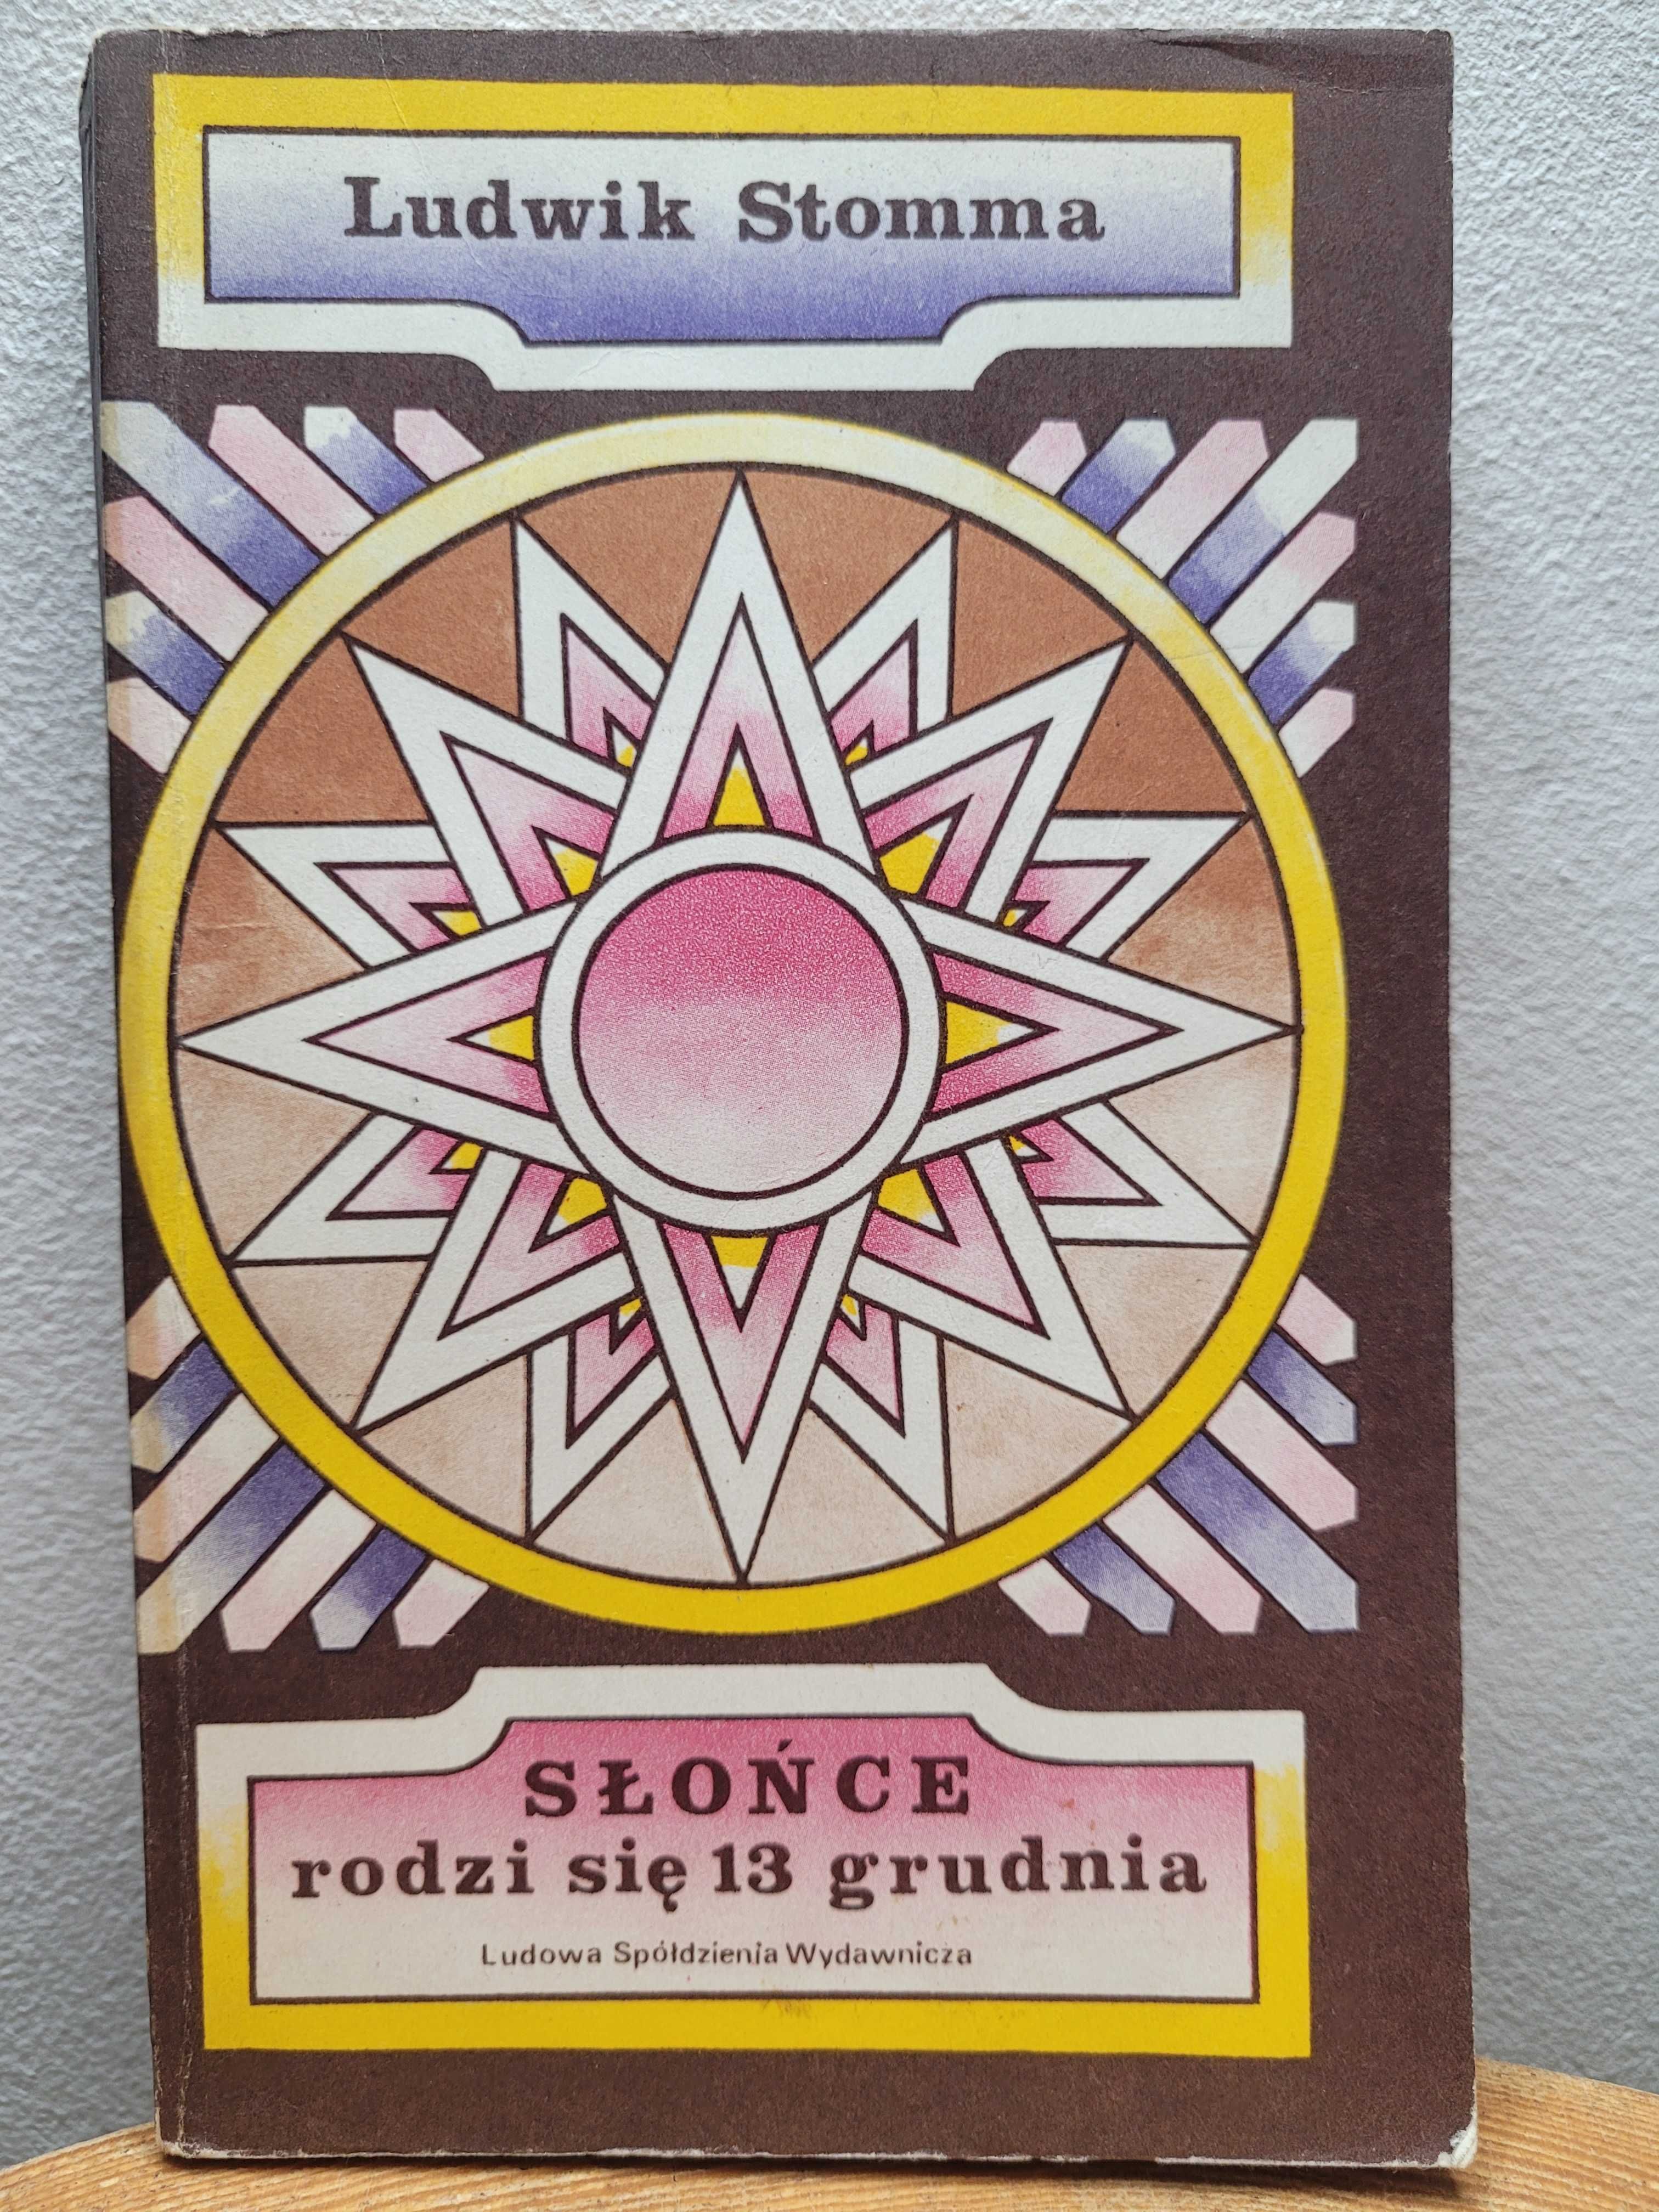 Ludwik Stomma
SŁOŃCE
rodzi się 13 grudnia
Ludowa Spółdzienia Wydawnicza